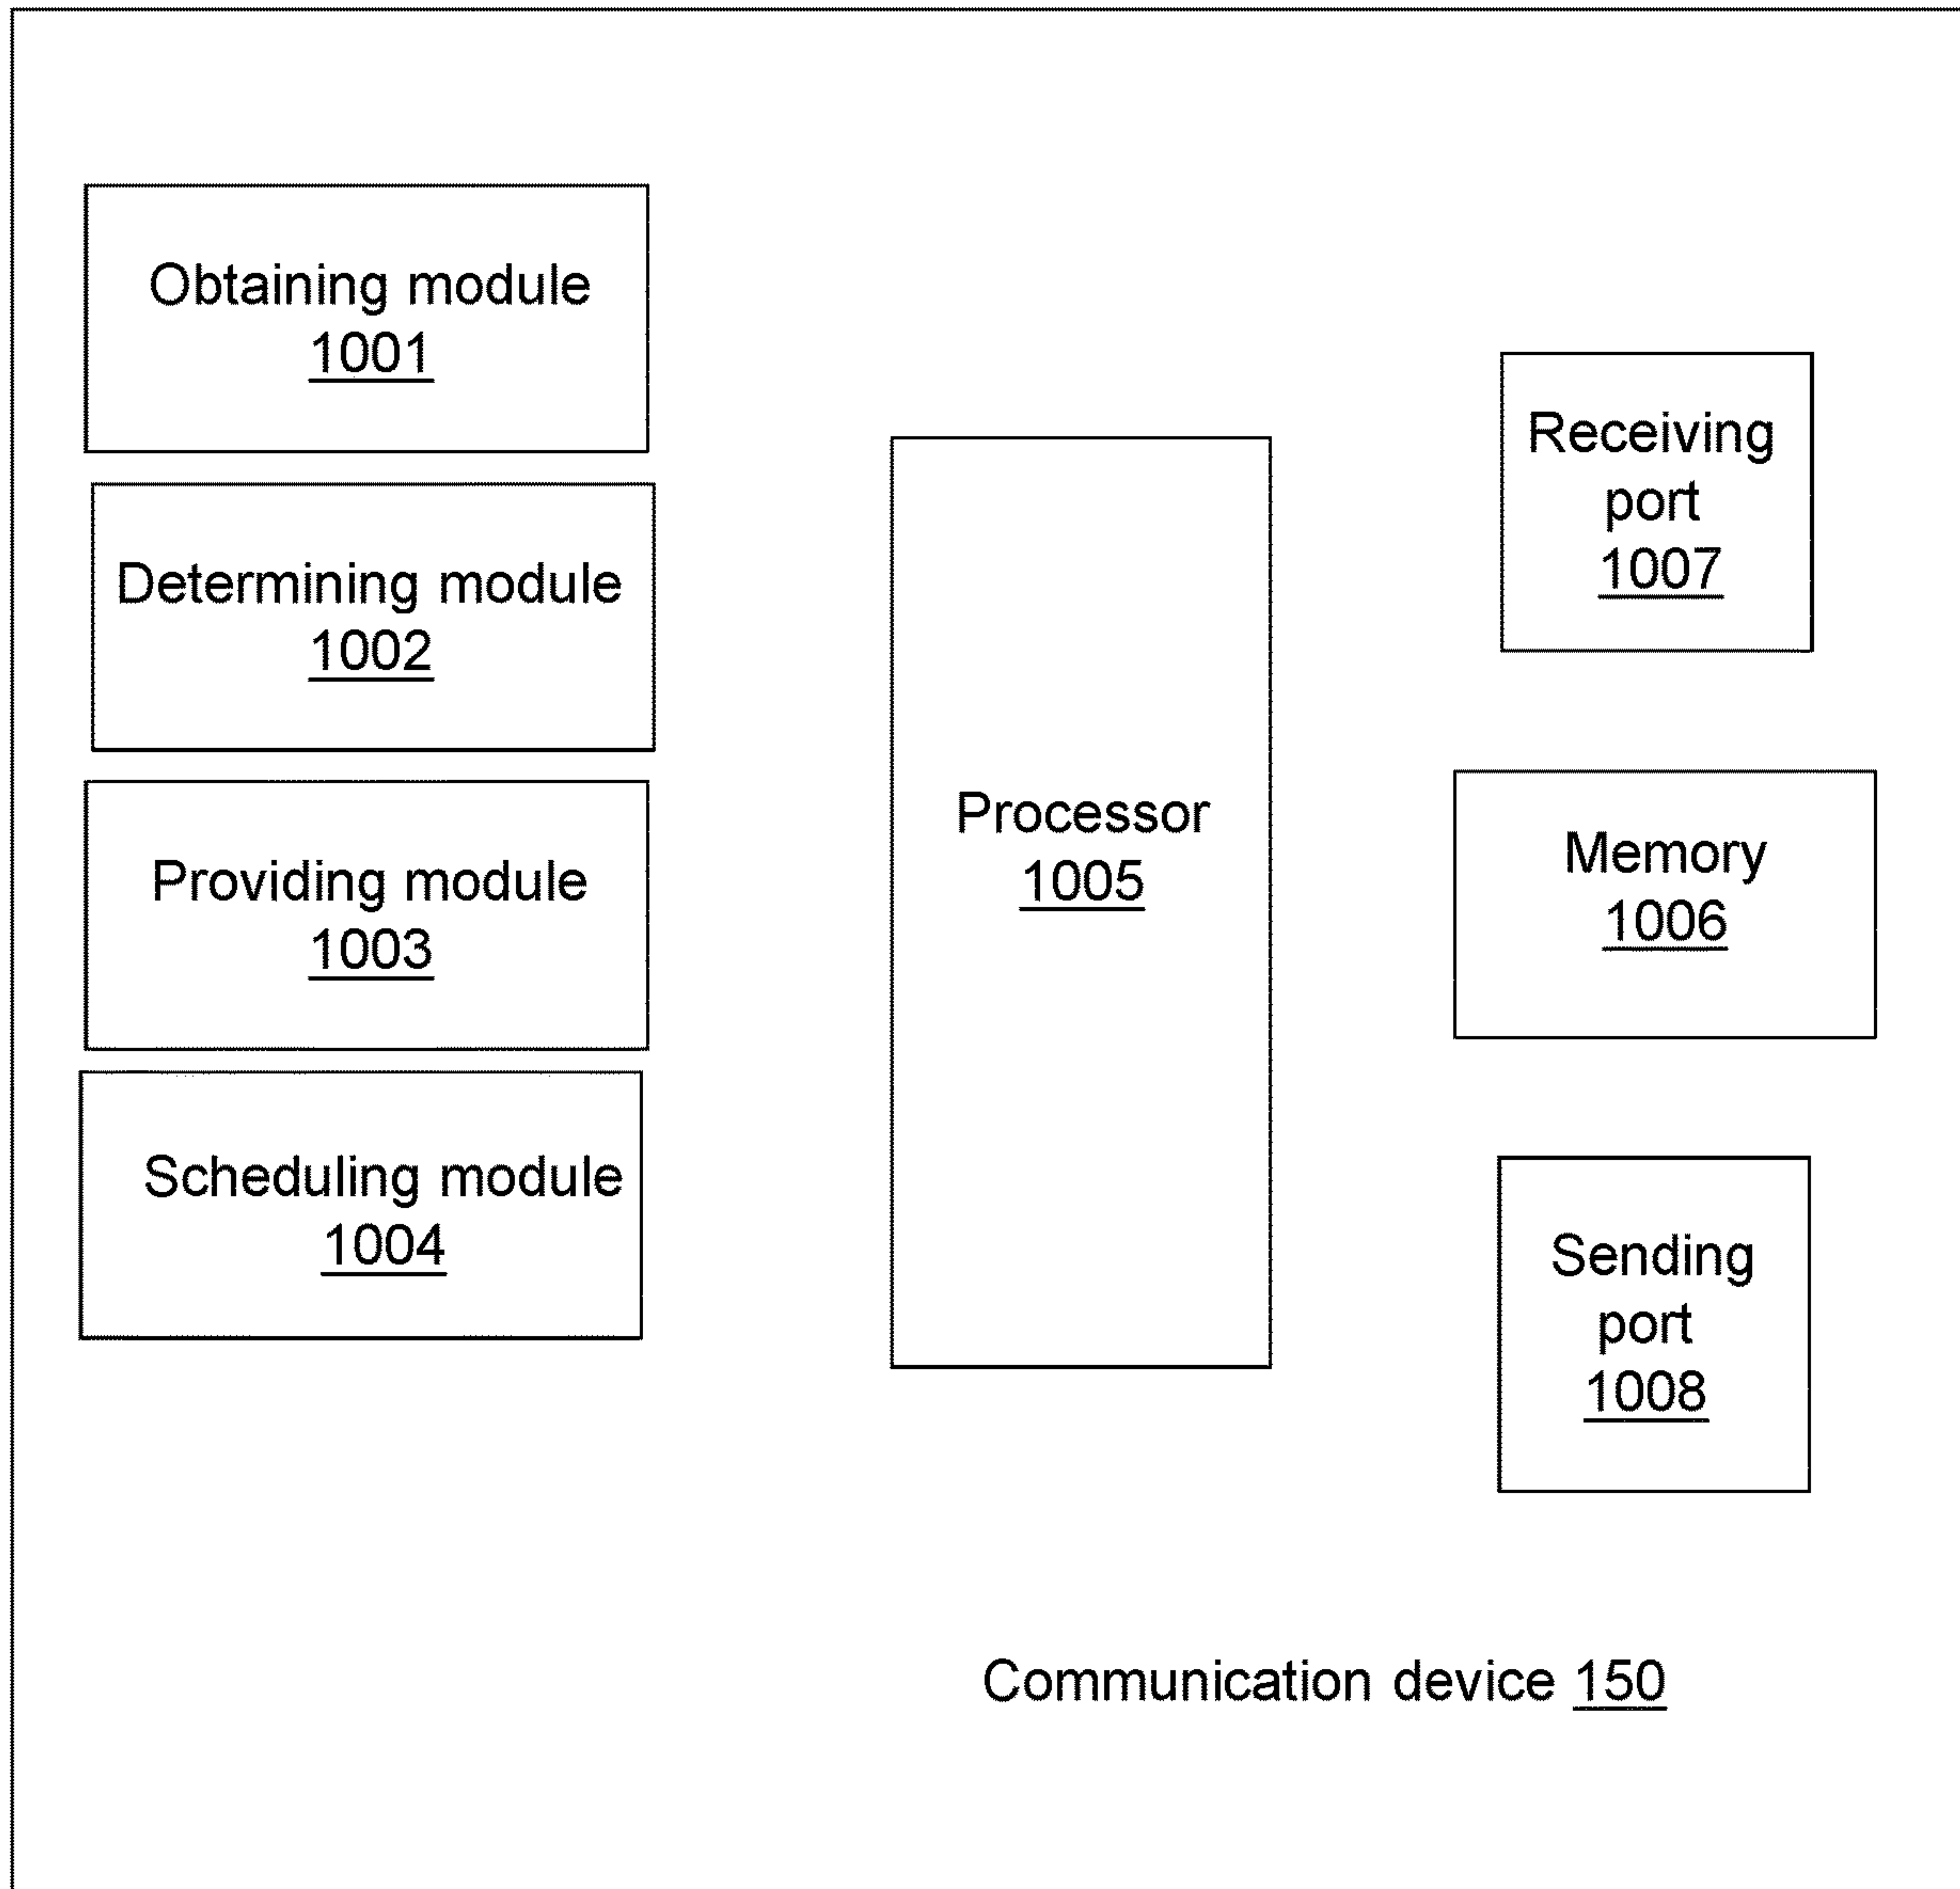 Obtaining module
1001
Determining module
1002
Providing module
1003
Scheduling module
1004
Processor
1005
Receiving
port
1007
Memory
1006
Sending
port
1008
Communication device 150